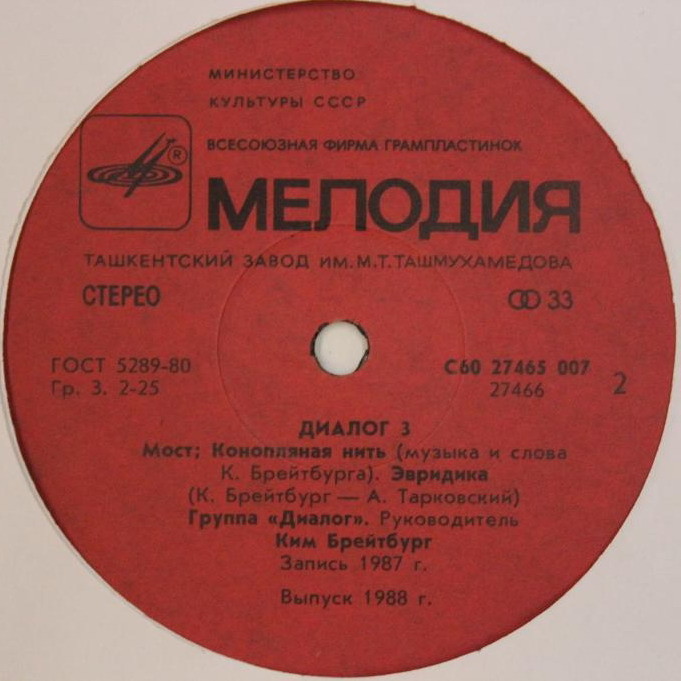 МИНИСТЕРСТВО
КУЛЬТУРЫ СССР
ВСЕСОЮЗНАЯ ФИРМА ГРАМПЛАСТИНОК
®
МЕЛОДИЯ
ТАШКЕНТСКИЙ ЗАВОД ИМ. М.Т. ТАШМУХАМЕДОВА
СТЕРЕО 33
ГОСТ 5289-80 С60 27465 007
Гр. 3. 2-25 27466 2
ДИАЛОГ 3
Мост; Конопляная нить (музыка и слова
К. Брейтбурга). Эвридика
(К. Брейтбург — А. Тарковский)
Группа «Диалог». Руководитель
Ким Брейтбург
Запись 1987 г.
Выпуск 1988 г.